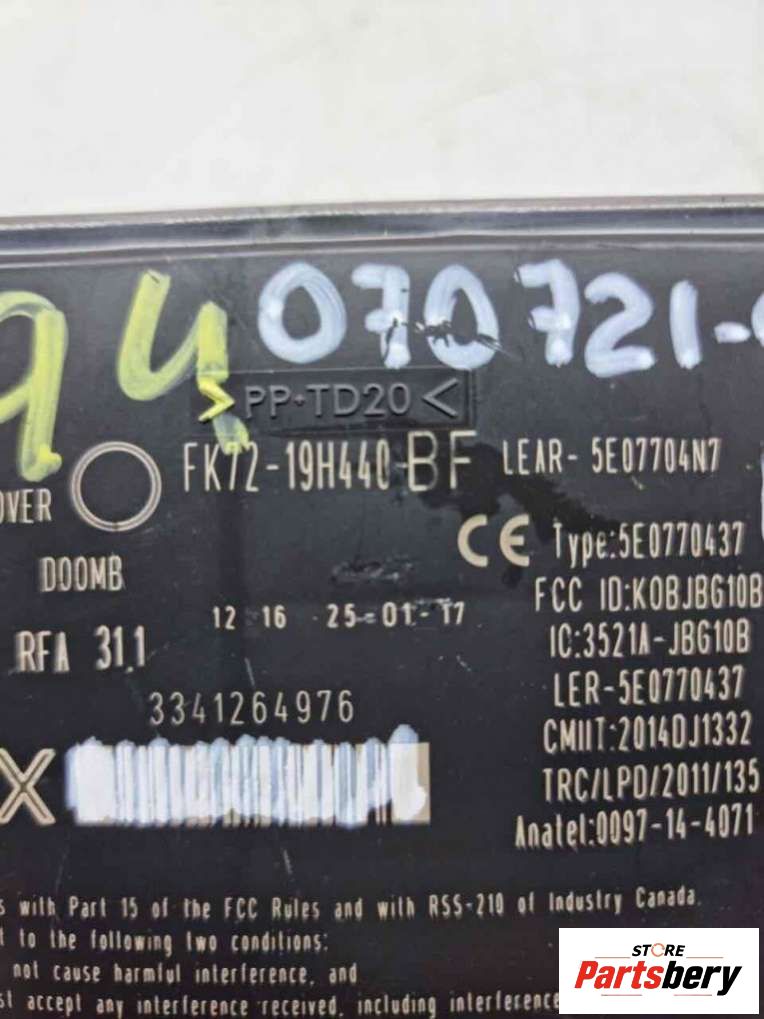 94 070721-
>PP+TD20<
OVER FK72-19H440-BF LEAR- 5E07704N7
CE Type:5E0770437
DOOMB FCC ID:KOBJBG10B
12 16 25-01-17 IC:3521A-JBG10B
RFA 31.1 LER-5E0770437
3341264976 CMIIT:2014DJ1332
X TRC/LPD/2011/135
Anatel:0097-14-4071
s with Part 15 of the FCC Rules and with RSS-210 of Industry Canada.
t to the following two conditions:
not cause harmful interference, and
st accept any interference received, including interference
STORE
Partsbery